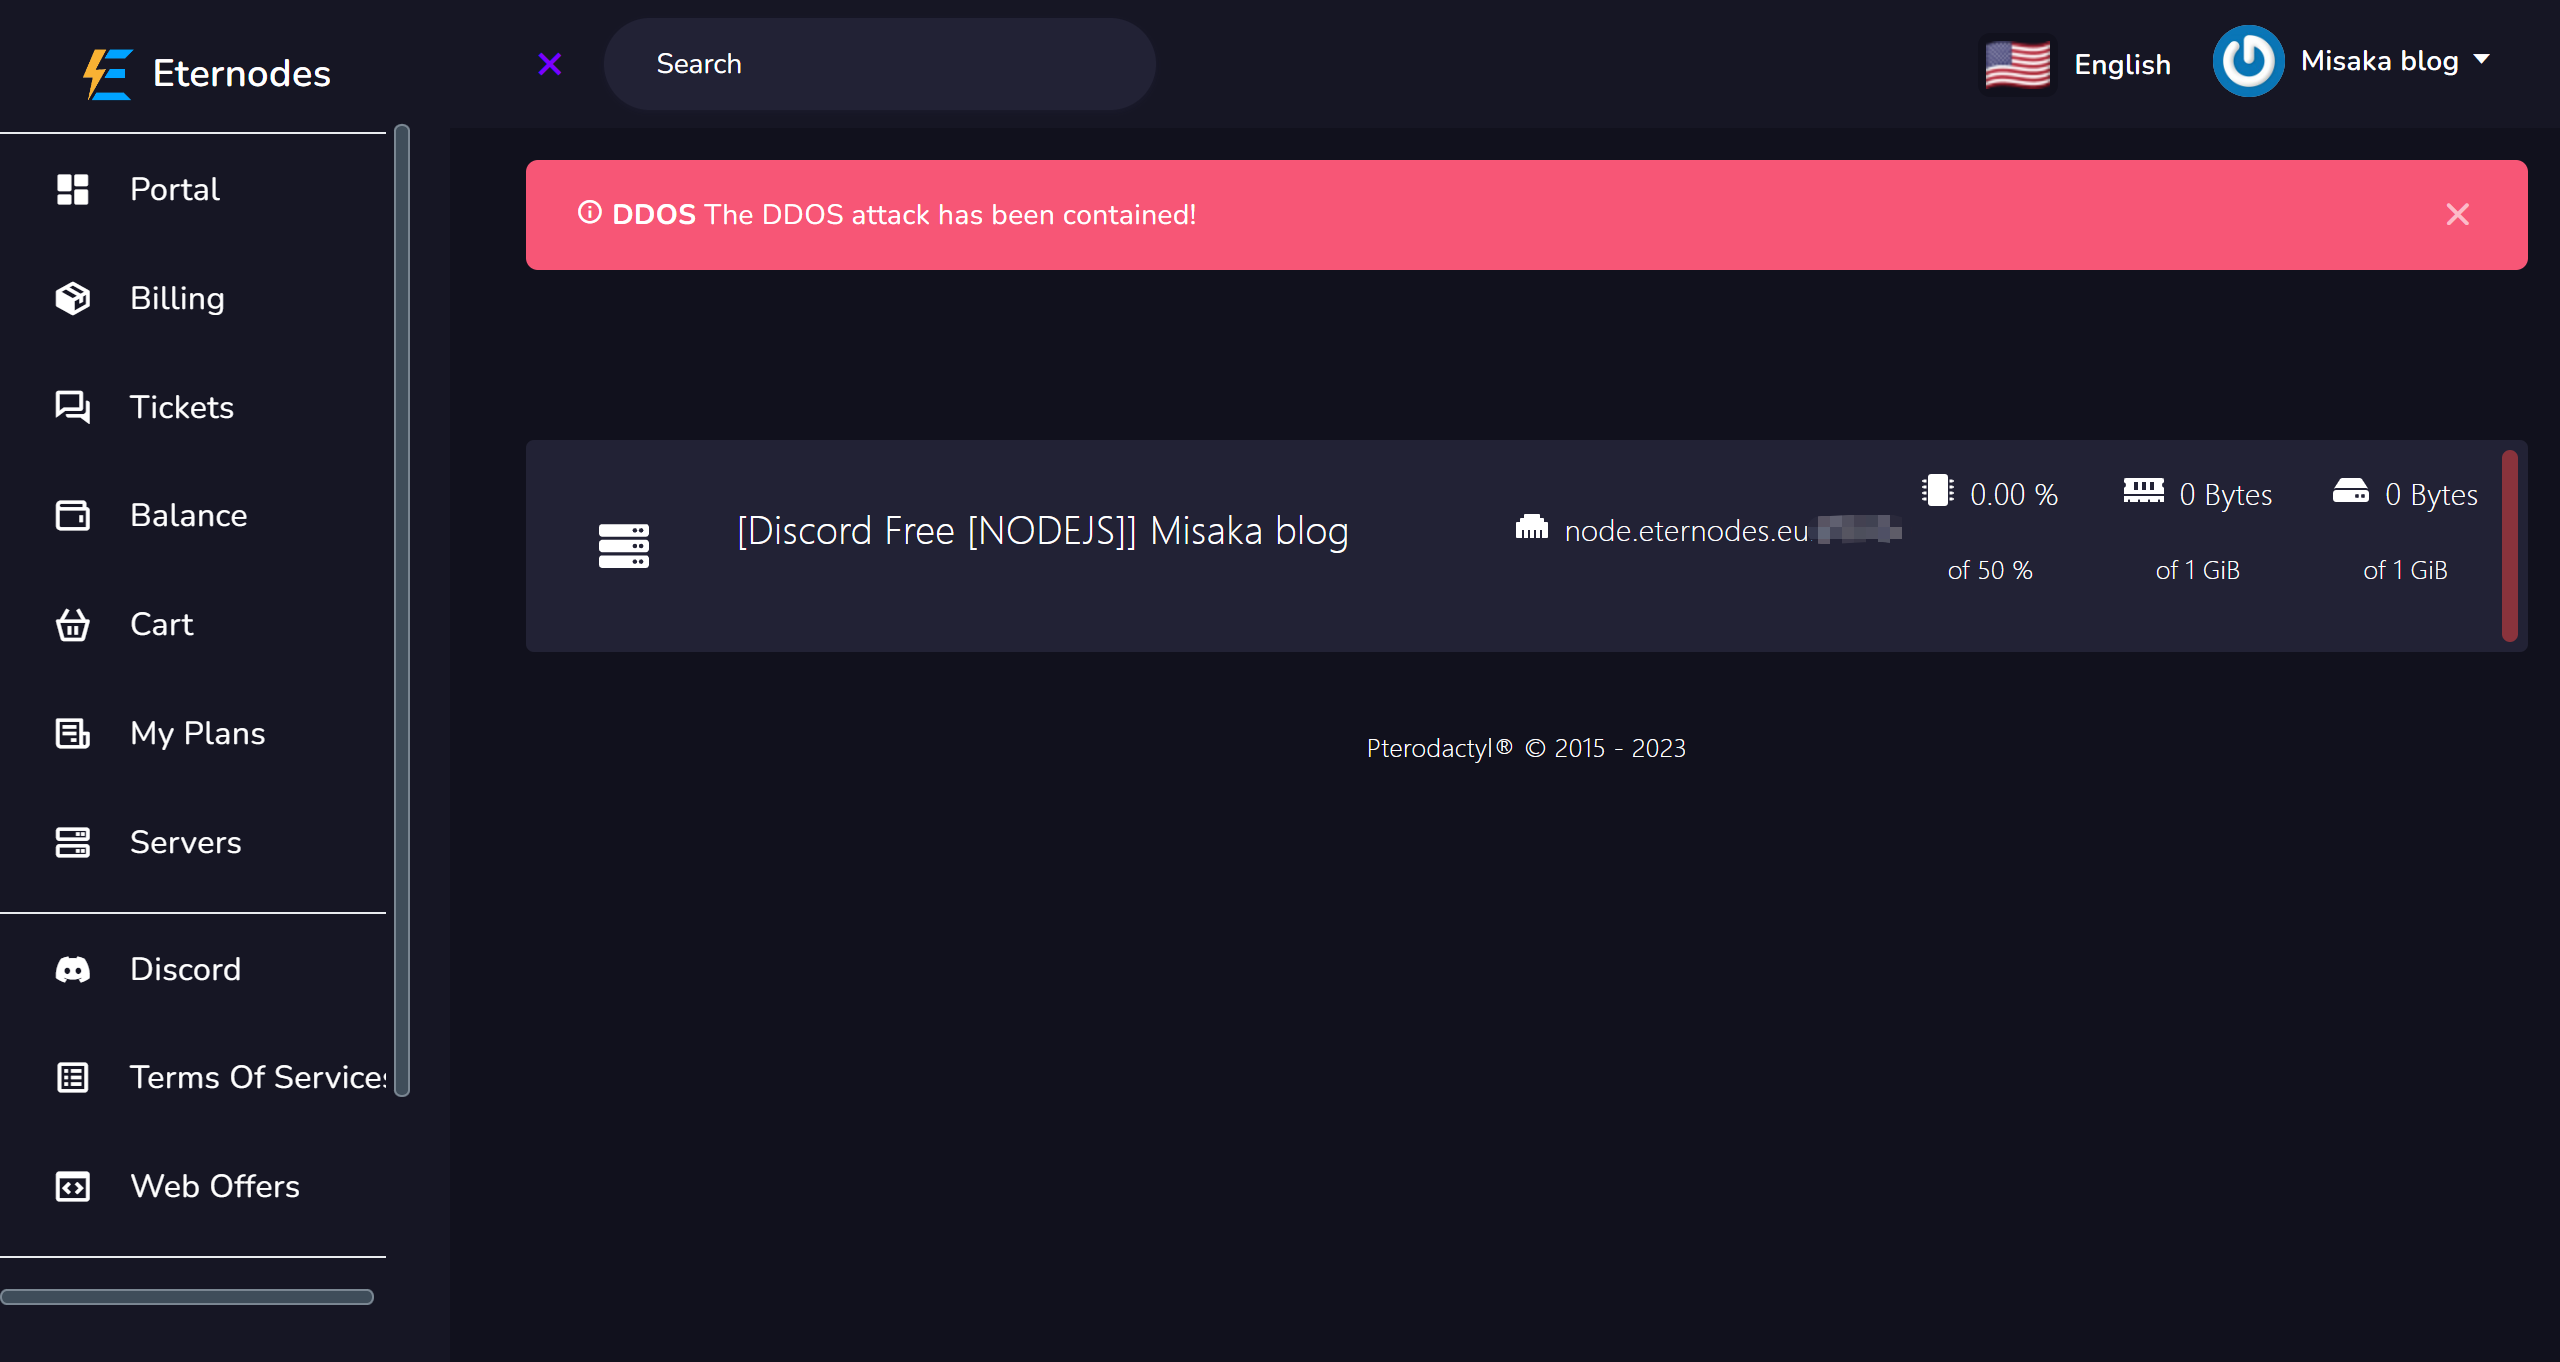 Eternodes
Search
English
Misaka blog
Portal
Billing
Tickets
Balance
Cart
My Plans
Servers
Discord
Terms Of Services
Web Offers
DDOS The DDOS attack has been contained!
[Discord Free [NODEJS]] Misaka blog
node.eternodes.eu
0.00 %
of 50 %
0 Bytes
of 1 GiB
0 Bytes
of 1 GiB
Pterodactyl® © 2015 - 2023